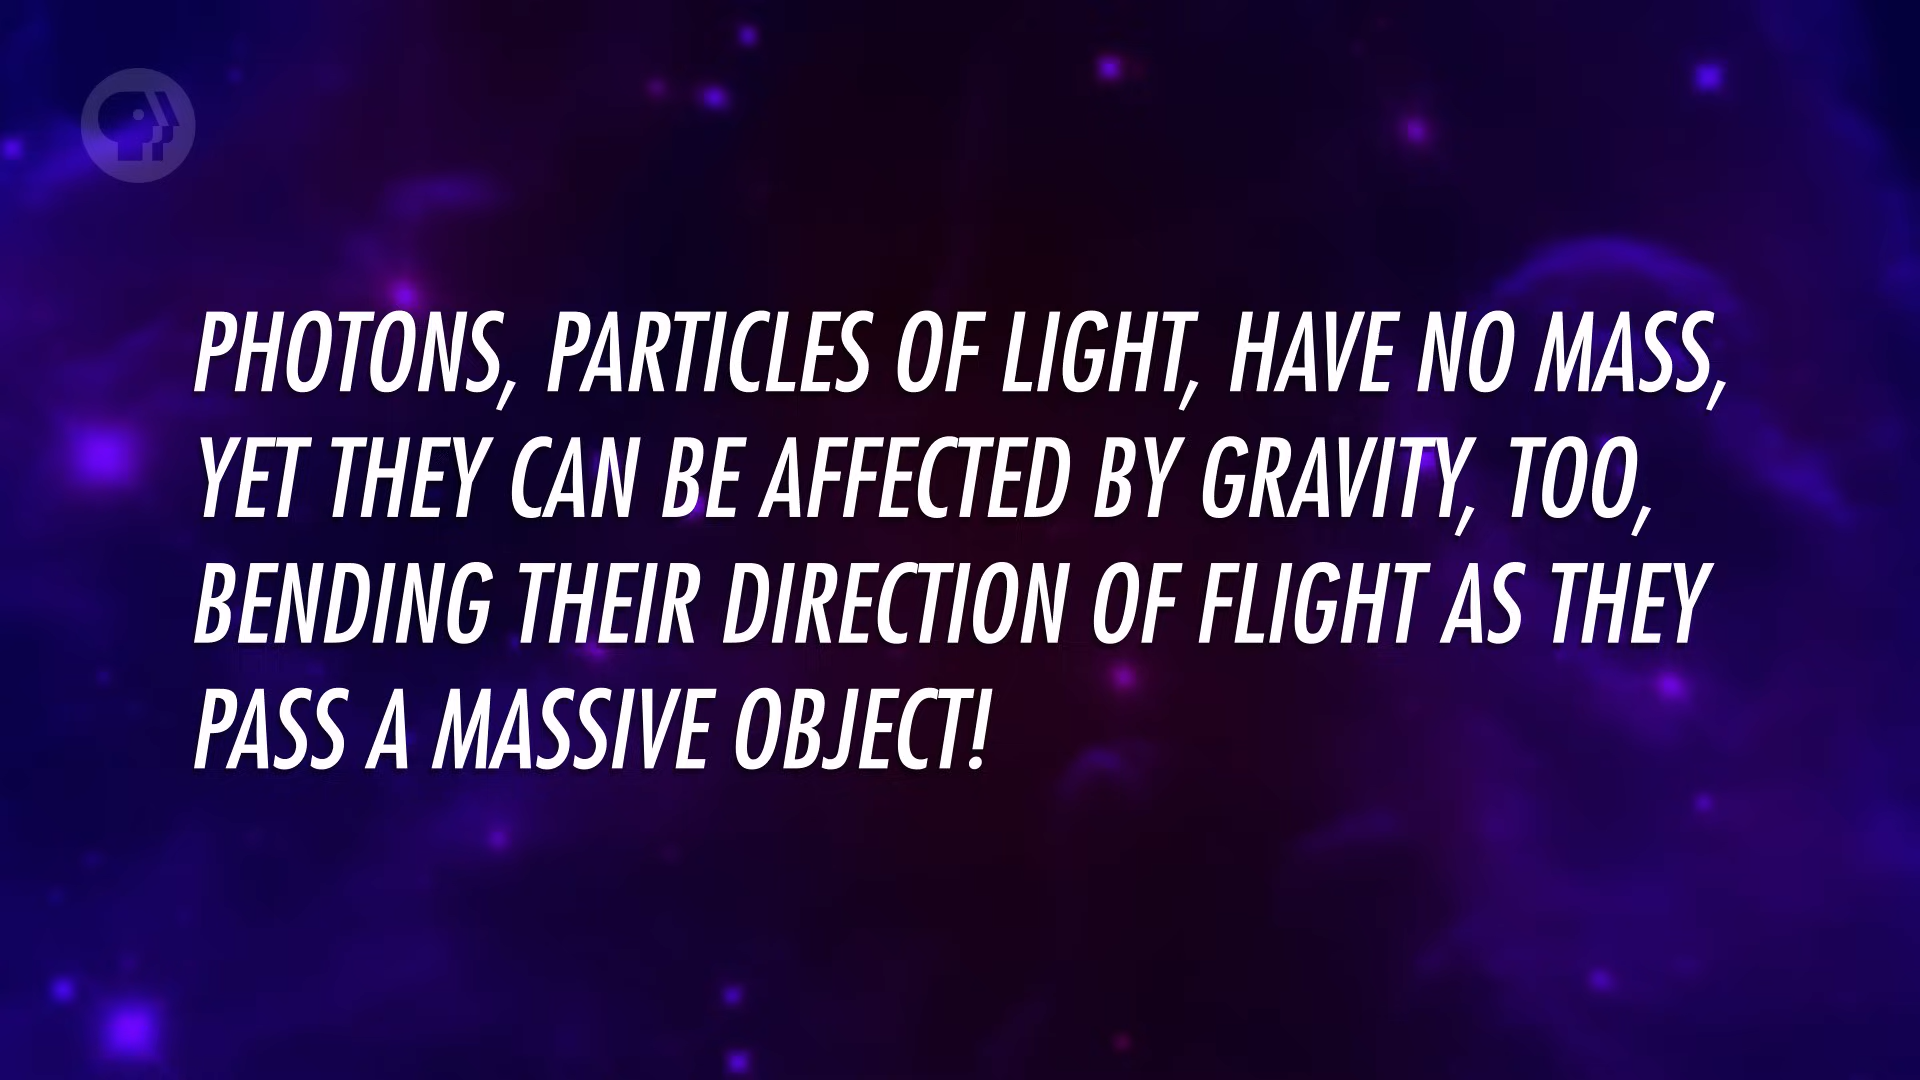 PHOTONS, PARTICLES OF LIGHT, HAVE NO MASS,
YET THEY CAN BE AFFECTED BY GRAVITY, TOO,
BENDING THEIR DIRECTION OF FLIGHT AS THEY
PASS A MASSIVE OBJECT!